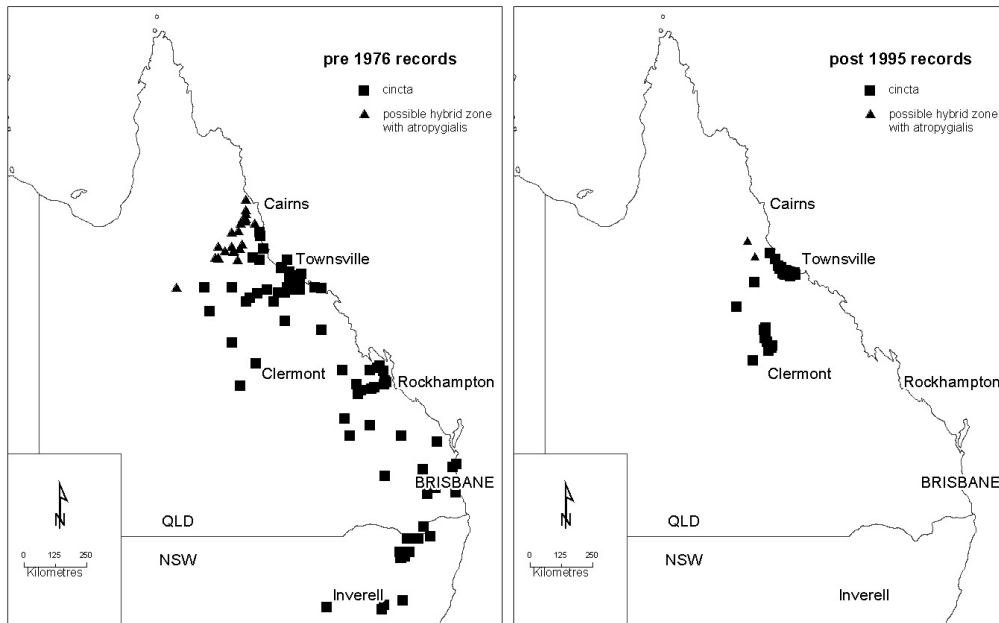 pre 1976 records
cincta
possible hybrid zone
with atropygialis
Cairns
Townsville
Clermont
Rockhampton
BRISBANE
QLD
NSW
Inverell
N
0 125 250
Kilometres
post 1995 records
cincta
possible hybrid zone
with atropygialis
Cairns
Townsville
Clermont
Rockhampton
BRISBANE
QLD
NSW
Inverell
N
0 125 250
Kilometres